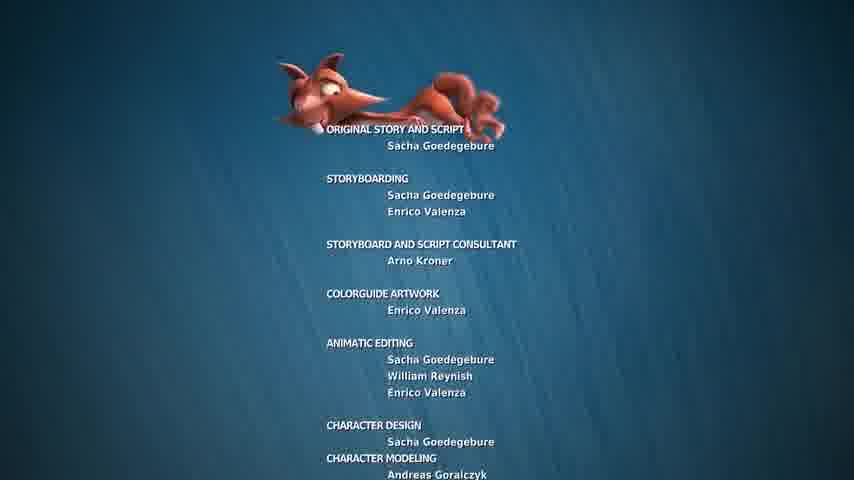 ORIGINAL STORY AND SCRIPT
Sacha Goedegebure
STORYBOARDING
Sacha Goedegebure
Enrico Valenza
STORYBOARD AND SCRIPT CONSULTANT
Arno Kroner
COLORGUIDE ARTWORK
Enrico Valenza
ANIMATIC EDITING
Sacha Goedegebure
William Reynish
Enrico Valenza
CHARACTER DESIGN
Sacha Goedegebure
CHARACTER MODELING
Andreas Goralczyk